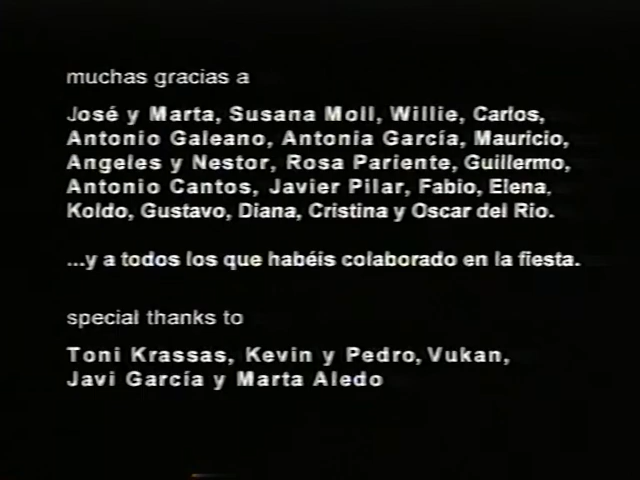 muchas gracias a
José y Marta, Susana Moll, Willie, Carlos,
Antonio Galeano, Antonia García, Mauricio,
Angeles y Nestor, Rosa Pariente, Guillermo,
Antonio Cantos, Javier Pilar, Fabio, Elena,
Koldo, Gustavo, Diana, Cristina y Oscar del Rio.
...y a todos los que habéis colaborado en la fiesta.
special thanks to
Toni Krassas, Kevin y Pedro, Vukan,
Javi García y Marta Aledo